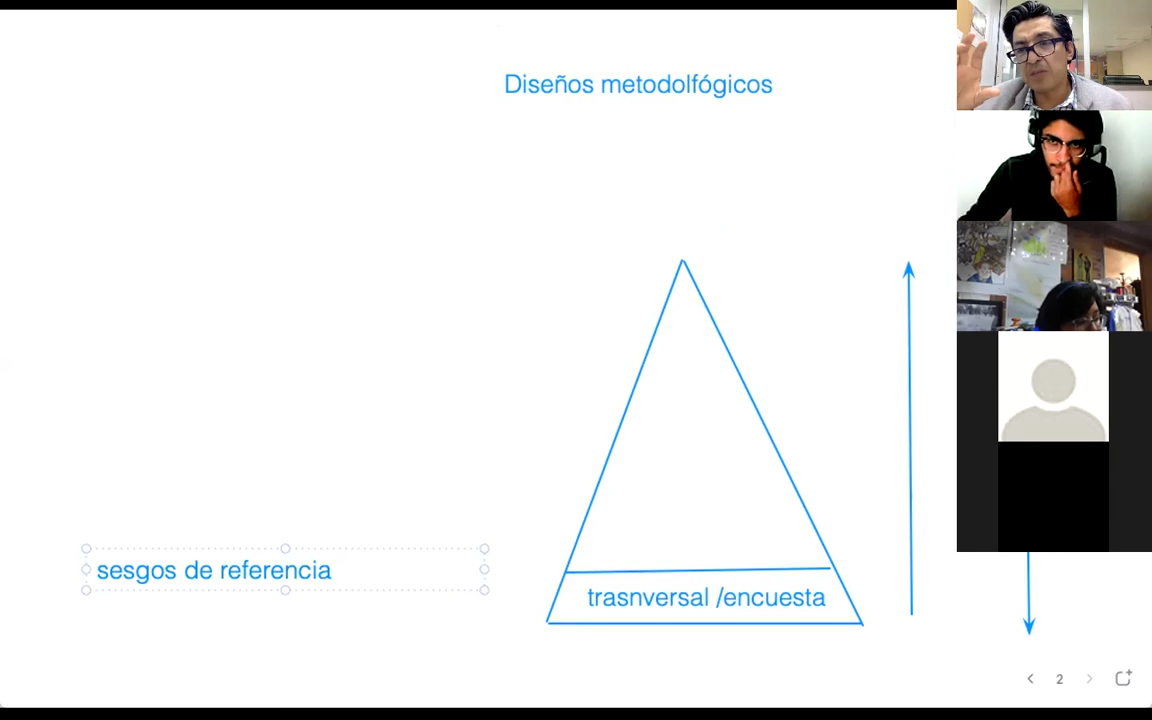 Diseños metodolfógicos
sesgos de referencia
trasnversal /encuesta
2